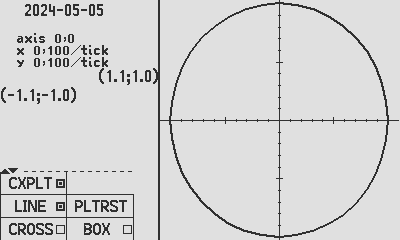 2024-05-05
axis 0;0
x 0;100/tick
y 0;100/tick
(1.1;1.0)
(-1.1;-1.0)
CXPLT
LINE PLTRST
CROSS BOX